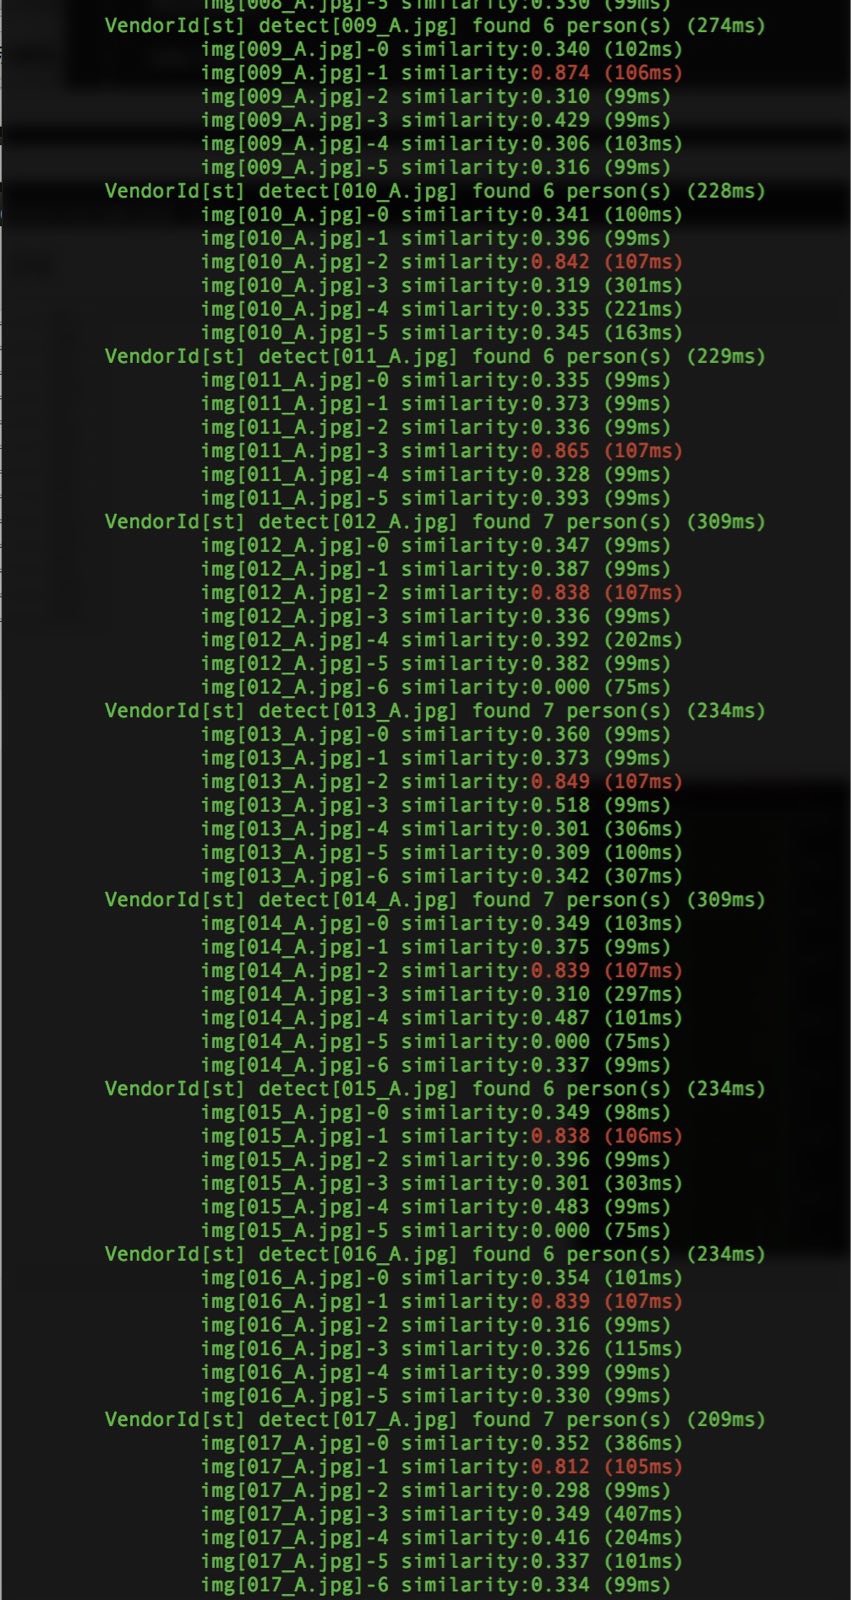 img[008_A.jpg]-5 similarity:0.330 (99ms)
VendorId[st] detect[009_A.jpg] found 6 person(s) (274ms)
img[009_A.jpg]-0 similarity:0.340 (102ms)
img[009_A.jpg]-1 similarity:0.874 (106ms)
img[009_A.jpg]-2 similarity:0.310 (99ms)
img[009_A.jpg]-3 similarity:0.429 (99ms)
img[009_A.jpg]-4 similarity:0.306 (103ms)
img[009_A.jpg]-5 similarity:0.316 (99ms)
VendorId[st] detect[010_A.jpg] found 6 person(s) (228ms)
img[010_A.jpg]-0 similarity:0.341 (100ms)
img[010_A.jpg]-1 similarity:0.396 (99ms)
img[010_A.jpg]-2 similarity:0.842 (107ms)
img[010_A.jpg]-3 similarity:0.319 (301ms)
img[010_A.jpg]-4 similarity:0.335 (221ms)
img[010_A.jpg]-5 similarity:0.345 (163ms)
VendorId[st] detect[011_A.jpg] found 6 person(s) (229ms)
img[011_A.jpg]-0 similarity:0.335 (99ms)
img[011_A.jpg]-1 similarity:0.373 (99ms)
img[011_A.jpg]-2 similarity:0.336 (99ms)
img[011_A.jpg]-3 similarity:0.865 (107ms)
img[011_A.jpg]-4 similarity:0.328 (99ms)
img[011_A.jpg]-5 similarity:0.393 (99ms)
VendorId[st] detect[012_A.jpg] found 7 person(s) (309ms)
img[012_A.jpg]-0 similarity:0.347 (99ms)
img[012_A.jpg]-1 similarity:0.387 (99ms)
img[012_A.jpg]-2 similarity:0.838 (107ms)
img[012_A.jpg]-3 similarity:0.336 (99ms)
img[012_A.jpg]-4 similarity:0.392 (202ms)
img[012_A.jpg]-5 similarity:0.382 (99ms)
img[012_A.jpg]-6 similarity:0.000 (75ms)
VendorId[st] detect[013_A.jpg] found 7 person(s) (234ms)
img[013_A.jpg]-0 similarity:0.360 (99ms)
img[013_A.jpg]-1 similarity:0.373 (99ms)
img[013_A.jpg]-2 similarity:0.849 (107ms)
img[013_A.jpg]-3 similarity:0.518 (99ms)
img[013_A.jpg]-4 similarity:0.301 (306ms)
img[013_A.jpg]-5 similarity:0.309 (100ms)
img[013_A.jpg]-6 similarity:0.342 (307ms)
VendorId[st] detect[014_A.jpg] found 7 person(s) (309ms)
img[014_A.jpg]-0 similarity:0.349 (103ms)
img[014_A.jpg]-1 similarity:0.375 (99ms)
img[014_A.jpg]-2 similarity:0.839 (107ms)
img[014_A.jpg]-3 similarity:0.310 (297ms)
img[014_A.jpg]-4 similarity:0.487 (101ms)
img[014_A.jpg]-5 similarity:0.000 (75ms)
img[014_A.jpg]-6 similarity:0.337 (99ms)
VendorId[st] detect[015_A.jpg] found 6 person(s) (234ms)
img[015_A.jpg]-0 similarity:0.349 (98ms)
img[015_A.jpg]-1 similarity:0.838 (106ms)
img[015_A.jpg]-2 similarity:0.396 (99ms)
img[015_A.jpg]-3 similarity:0.301 (303ms)
img[015_A.jpg]-4 similarity:0.483 (99ms)
img[015_A.jpg]-5 similarity:0.000 (75ms)
VendorId[st] detect[016_A.jpg] found 6 person(s) (234ms)
img[016_A.jpg]-0 similarity:0.354 (101ms)
img[016_A.jpg]-1 similarity:0.839 (107ms)
img[016_A.jpg]-2 similarity:0.316 (99ms)
img[016_A.jpg]-3 similarity:0.326 (115ms)
img[016_A.jpg]-4 similarity:0.399 (99ms)
img[016_A.jpg]-5 similarity:0.330 (99ms)
VendorId[st] detect[017_A.jpg] found 7 person(s) (209ms)
img[017_A.jpg]-0 similarity:0.352 (386ms)
img[017_A.jpg]-1 similarity:0.812 (105ms)
img[017_A.jpg]-2 similarity:0.298 (99ms)
img[017_A.jpg]-3 similarity:0.349 (407ms)
img[017_A.jpg]-4 similarity:0.416 (204ms)
img[017_A.jpg]-5 similarity:0.337 (101ms)
img[017_A.jpg]-6 similarity:0.334 (99ms)